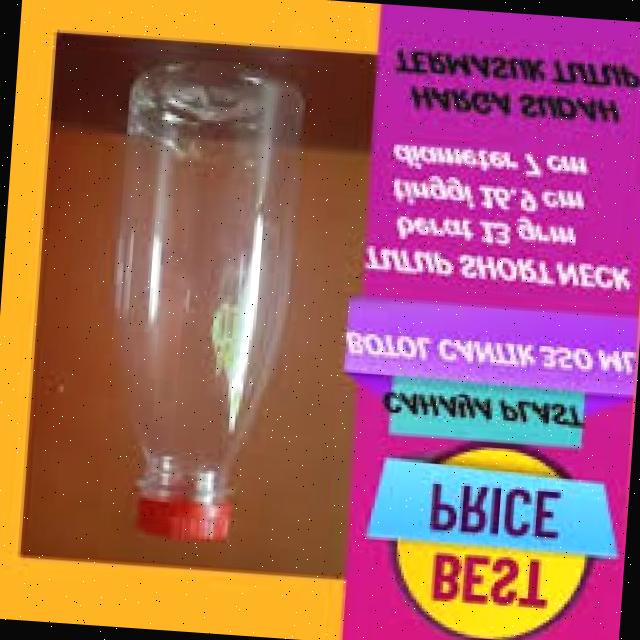 BEST
PRICE
CAHAYA PLAST
BOTOL CANTIK 350 ML
TUTUP SHORT NECK
berat 13 grm
tinggi 16.9 cm
diameter 7 cm
HARGA SUDAH
TERMASUK TUTUP